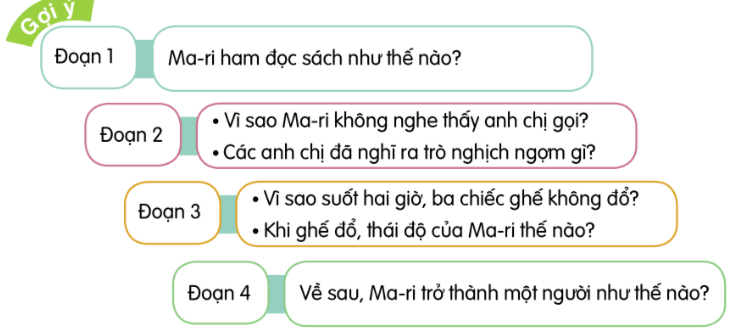 Gợi ý
Đoạn 1
Ma-ri ham đọc sách như thế nào?
Đoạn 2
• Vì sao Ma-ri không nghe thấy anh chị gọi?
• Các anh chị đã nghĩ ra trò nghịch ngợm gì?
Đoạn 3
• Vì sao suốt hai giờ, ba chiếc ghế không đổ?
• Khi ghế đổ, thái độ của Ma-ri thế nào?
Đoạn 4
Về sau, Ma-ri trở thành một người như thế nào?